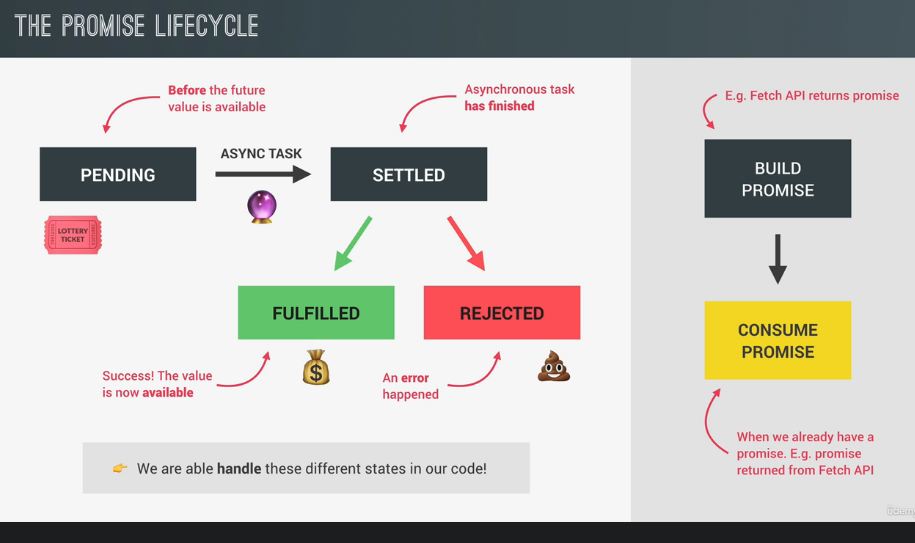 THE PROMISE LIFECYCLE
Before the future
value is available
Asynchronous task
has finished
PENDING
ASYNC TASK
SETTLED
LOTTERY
TICKET
FULFILLED
REJECTED
$
Success! The value
is now available
An error
happened
We are able handle these different states in our code!
E.g. Fetch API returns promise
BUILD
PROMISE
CONSUME
PROMISE
When we already have a
promise. E.g. promise
returned from Fetch API